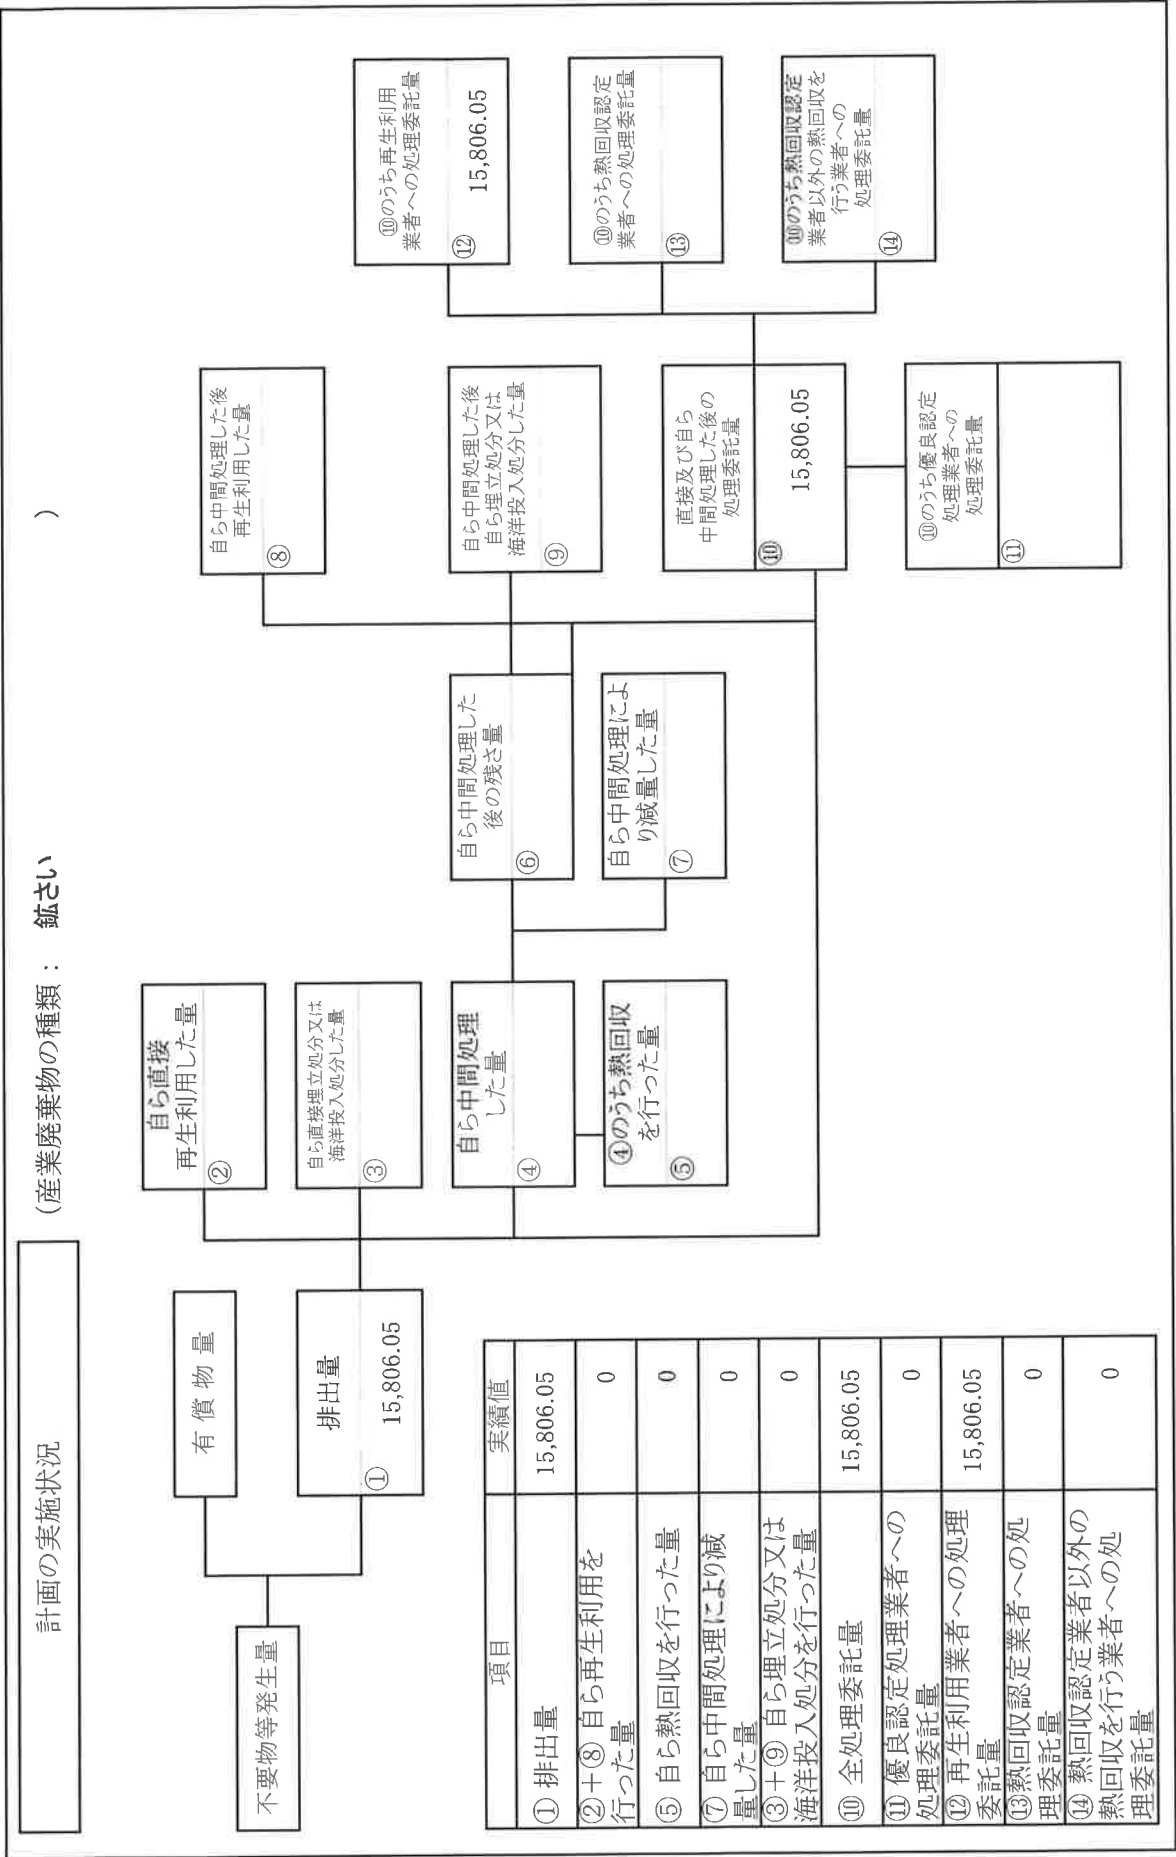 計画の実施状況
(産業廃棄物の種類： 鉱さい )
不要物等発生量
有償物量
排出量
① 15,806.05
自ら直接
再生利用した量
②
自ら直接埋立処分又は
海洋投入処分した量
③
自ら中間処理
した量
④
④のうち熱回収
を行った量
⑤
自ら中間処理した
後の残さ量
⑥
自ら中間処理によ
り減量した量
⑦
自ら中間処理した後
再生利用した量
⑧
自ら中間処理した後
自ら埋立処分又は
海洋投入処分した量
⑨
直接及び自ら
中間処理した後の
処理委託量
⑩
15,806.05
⑩のうち優良認定
処理業者への
処理委託量
⑪
⑩のうち再生利用
業者への処理委託量
⑫ 15,806.05
⑩のうち熱回収認定
業者への処理委託量
⑬
⑩のうち熱回収認定
業者以外の熱回収を
行う業者への
処理委託量
⑭
項目 実績値
① 排出量 15,806.05
②＋⑧ 自ら再生利用を
行った量 0
⑤ 自ら熱回収を行った量 0
⑦ 自ら中間処理により減
量した量 0
③＋⑨ 自ら埋立処分又は
海洋投入処分を行った量 0
⑩ 全処理委託量 15,806.05
⑪ 優良認定処理業者への
処理委託量 0
⑫ 再生利用業者への処理
委託量 15,806.05
⑬熱回収認定業者への処
理委託量 0
⑭ 熱回収認定業者以外の
熱回収を行う業者への処
理委託量 0